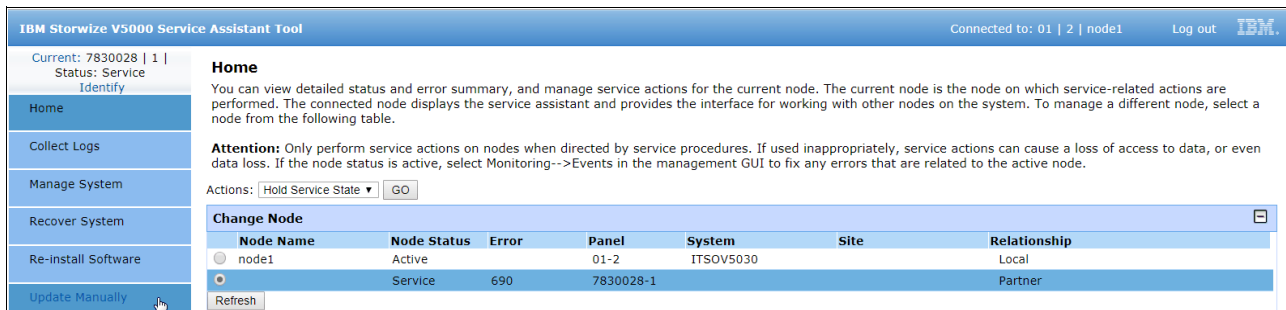 IBM Storwize V5000 Service Assistant Tool
Connected to: 01 | 2 | node1
Log out
IBM.
Current: 7830028 | 1 |
Status: Service
Identify
Home
Collect Logs
Manage System
Recover System
Re-install Software
Update Manually
Home
You can view detailed status and error summary, and manage service actions for the current node. The current node is the node on which service-related actions are
performed. The connected node displays the service assistant and provides the interface for working with other nodes on the system. To manage a different node, select a
node from the following table.
Attention: Only perform service actions on nodes when directed by service procedures. If used inappropriately, service actions can cause a loss of access to data, or even
data loss. If the node status is active, select Monitoring-->Events in the management GUI to fix any errors that are related to the active node.
Actions: Hold Service State GO
Change Node
Node Name Node Status Error Panel System Site Relationship
node1 Active 01-2 ITSOV5030 Local
Service 690 7830028-1 Partner
Refresh